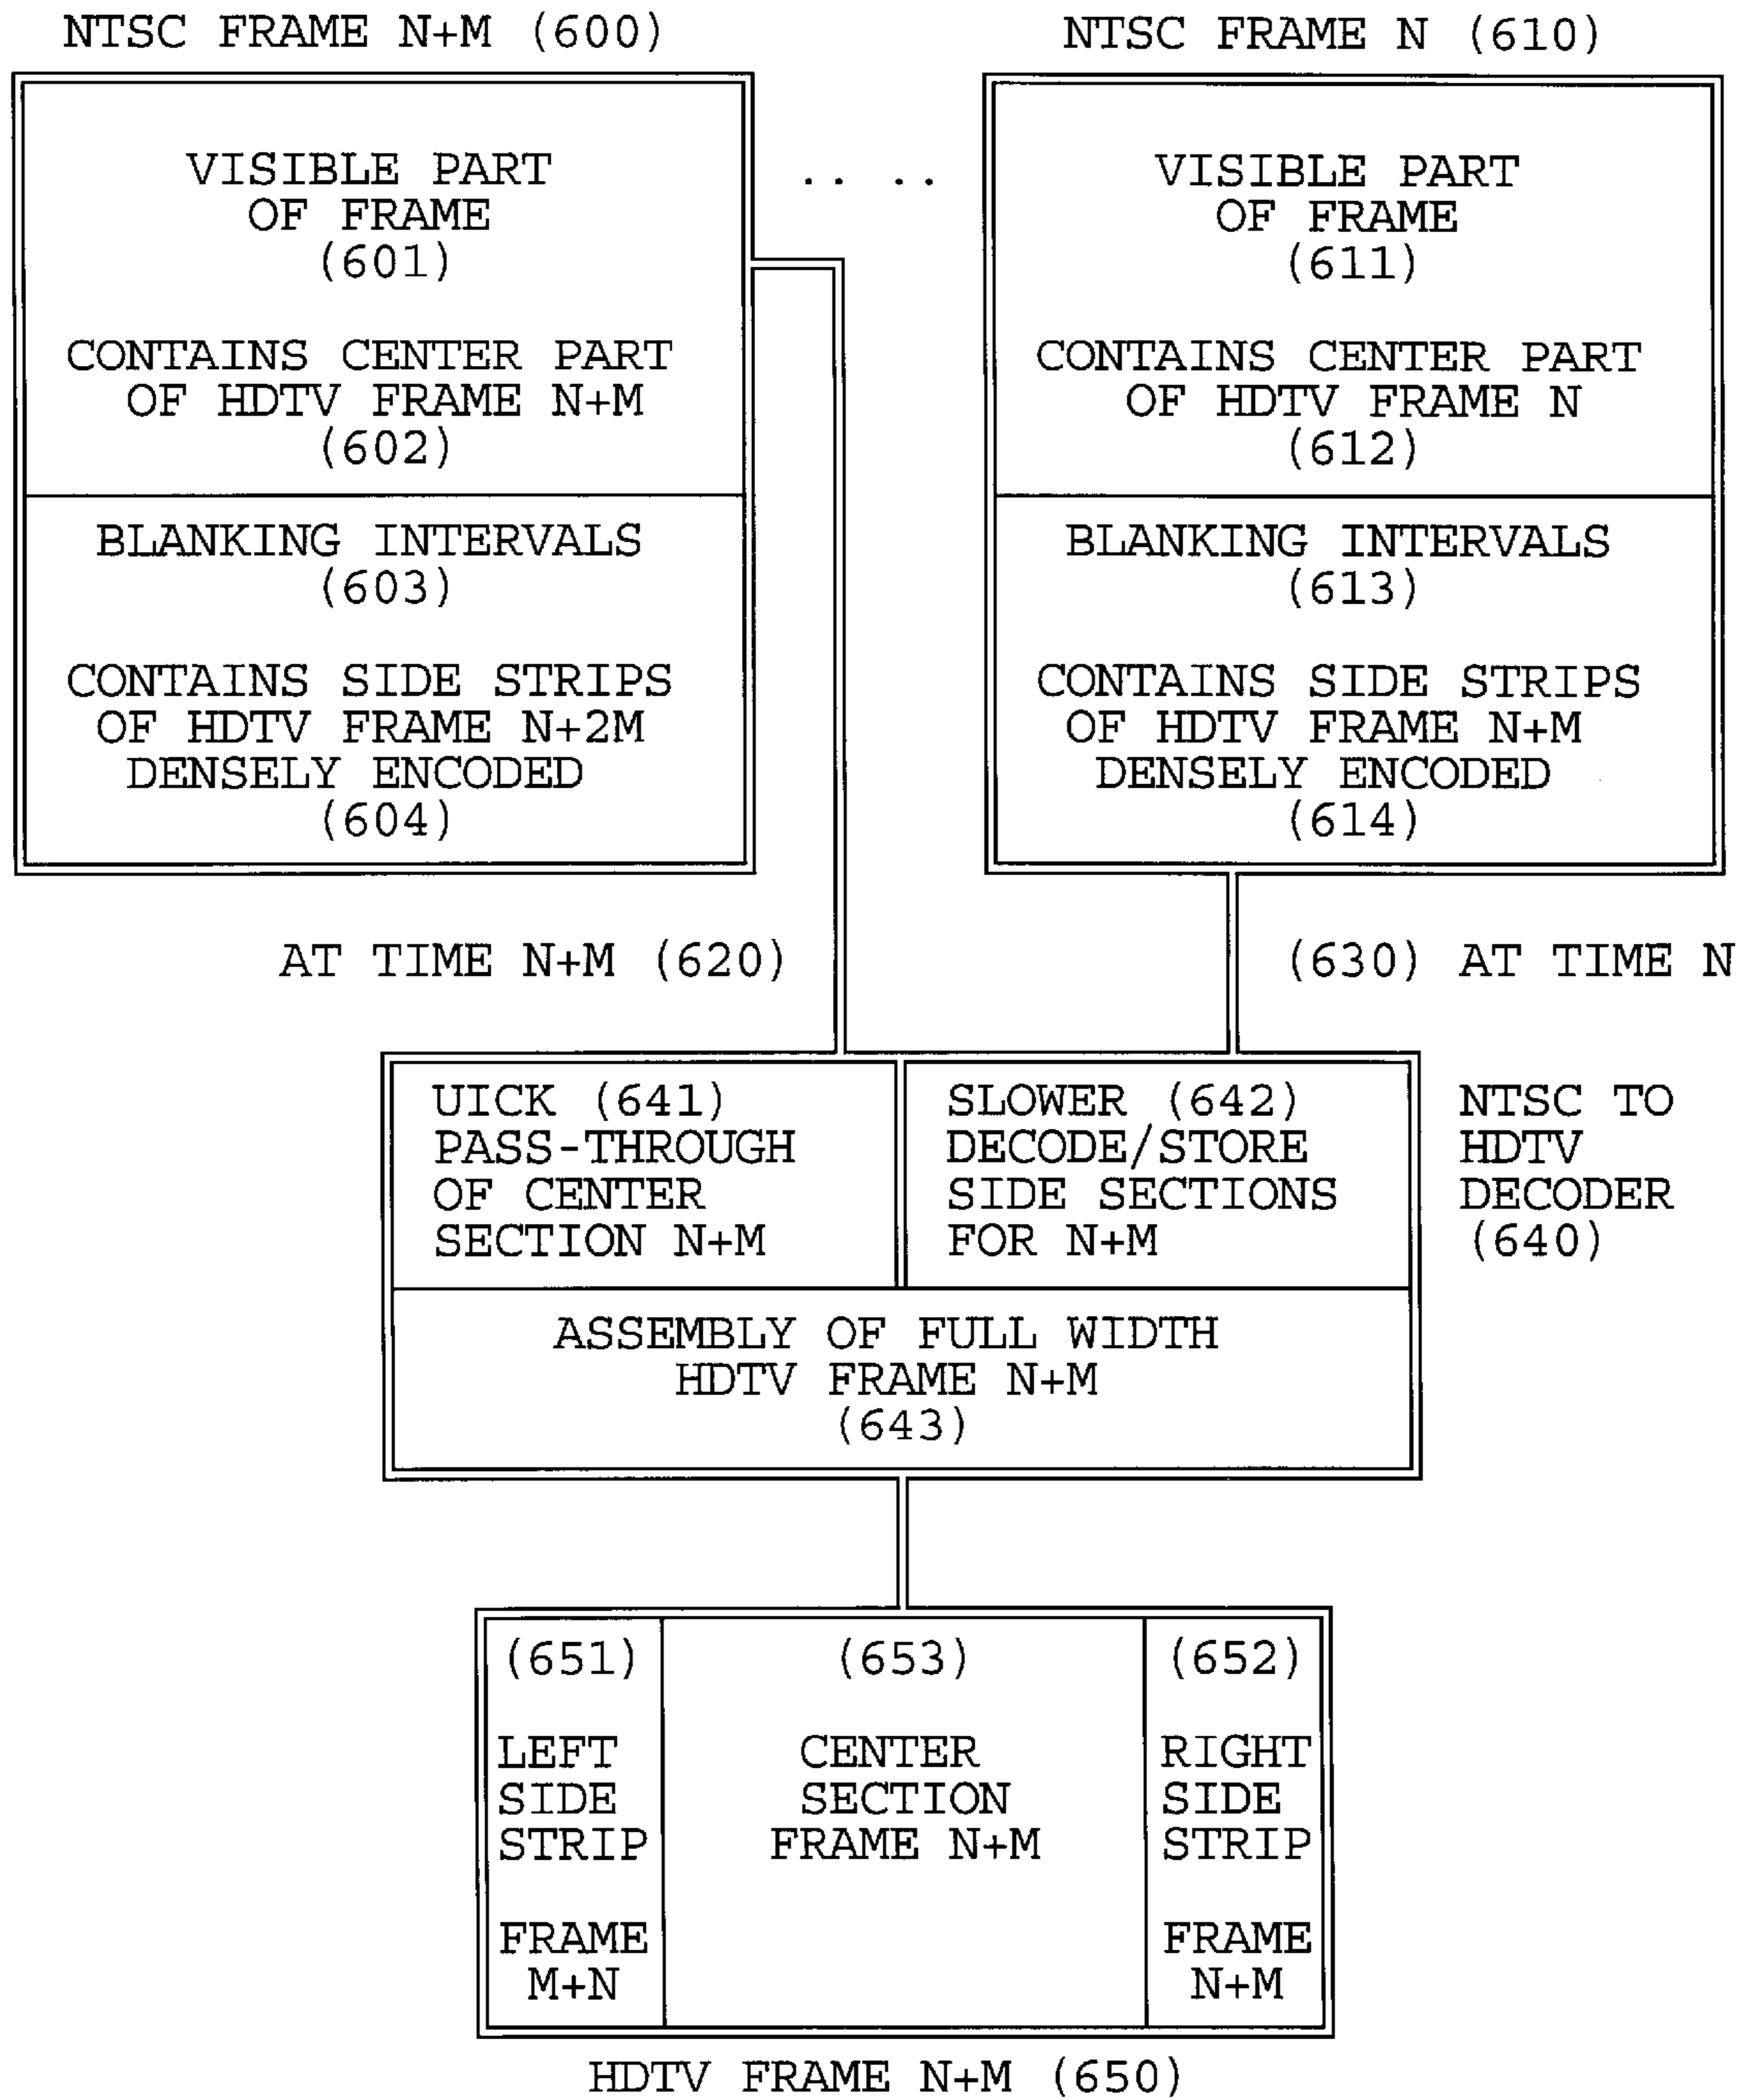 NTSC FRAME N+M (600)
VISIBLE PART
OF FRAME
(601)
CONTAINS CENTER PART
OF HDTV FRAME N+M
(602)
BLANKING INTERVALS
(603)
CONTAINS SIDE STRIPS
OF HDTV FRAME N+2M
DENSELY ENCODED
(604)
.. ..
NTSC FRAME N (610)
VISIBLE PART
OF FRAME
(611)
CONTAINS CENTER PART
OF HDTV FRAME N
(612)
BLANKING INTERVALS
(613)
CONTAINS SIDE STRIPS
OF HDTV FRAME N+M
DENSELY ENCODED
(614)
AT TIME N+M (620)
(630) AT TIME N
UICK (641)
PASS-THROUGH
OF CENTER
SECTION N+M
SLOWER (642)
DECODE/STORE
SIDE SECTIONS
FOR N+M
NTSC TO
HDTV
DECODER
(640)
ASSEMBLY OF FULL WIDTH
HDTV FRAME N+M
(643)
(651)
LEFT
SIDE
STRIP
FRAME
M+N
(653)
CENTER
SECTION
FRAME N+M
(652)
RIGHT
SIDE
STRIP
FRAME
N+M
HDTV FRAME N+M (650)